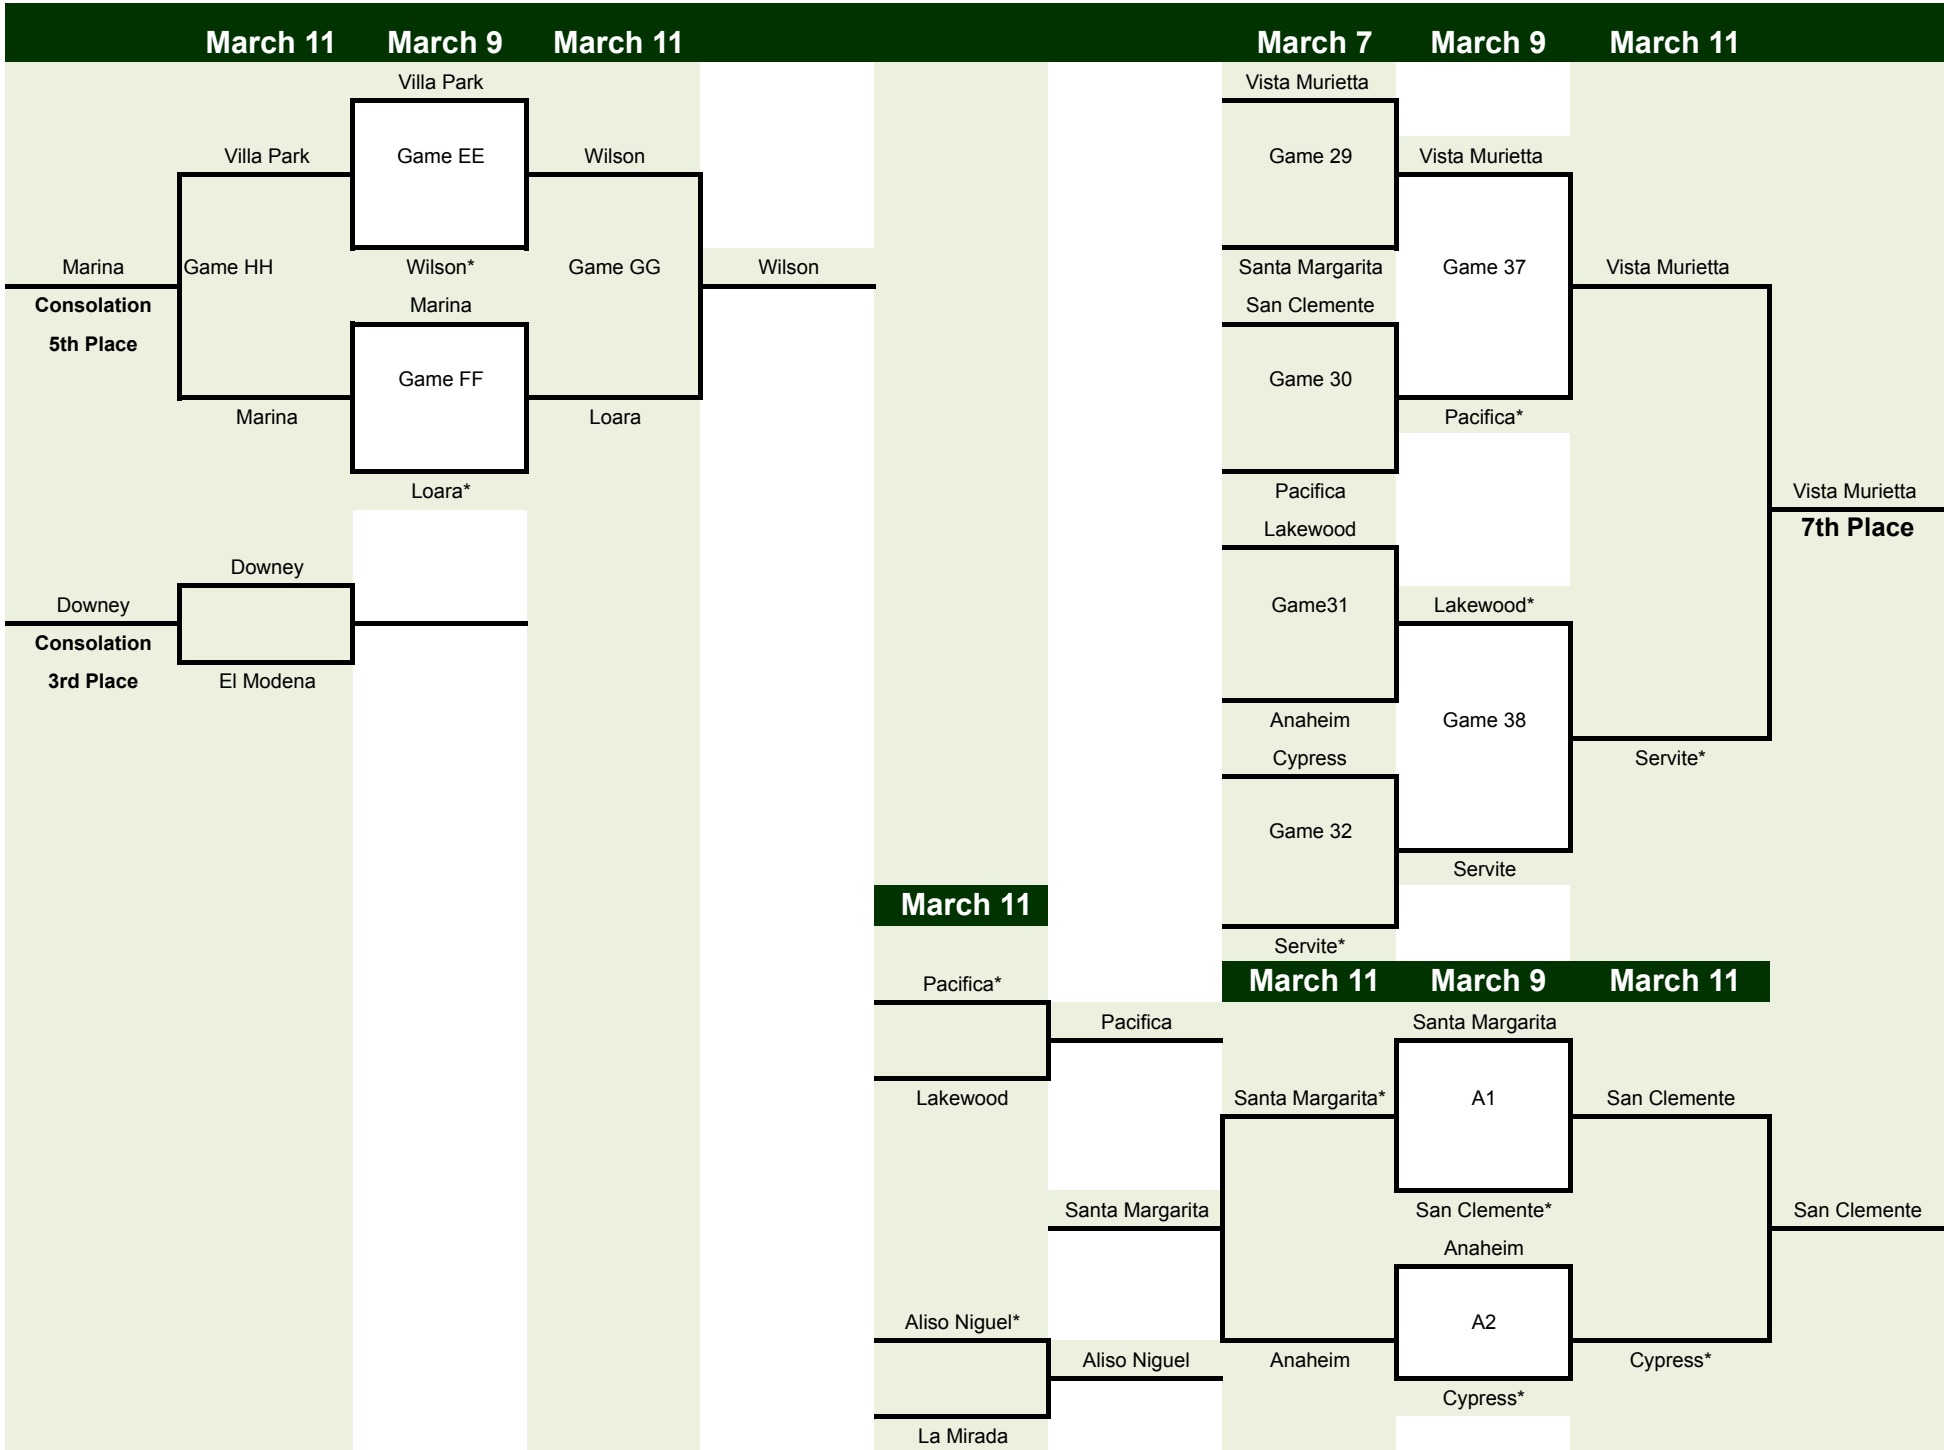 March 11 March 9 March 11 March 7 March 9 March 11
Villa Park Vista Murietta
Villa Park Game EE Wilson Game 29 Vista Murietta
Marina Game HH Wilson* Game GG Wilson Santa Margarita Game 37 Vista Murietta
Consolation Marina San Clemente
5th Place
Game FF Game 30
Marina Loara Pacifica*
Loara* Pacifica Vista Murietta
Lakewood 7th Place
Downey
Downey Game31 Lakewood*
Consolation
3rd Place El Modena
Anaheim Game 38
Cypress Servite*
Game 32
Servite
March 11
Servite*
Pacifica* March 11 March 9 March 11
Pacifica Santa Margarita
Lakewood Santa Margarita* A1 San Clemente
Santa Margarita San Clemente* San Clemente
Anaheim
Aliso Niguel* A2
Aliso Niguel Anaheim Cypress*
Cypress*
La Mirada